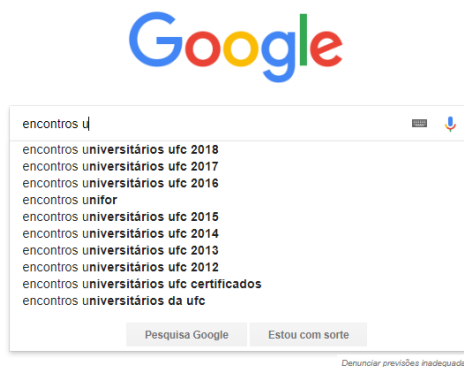 Google
encontros u
encontros universitários ufc 2018
encontros universitários ufc 2017
encontros universitários ufc 2016
encontros unifor
encontros universitários ufc 2015
encontros universitários ufc 2014
encontros universitários ufc 2013
encontros universitários ufc 2012
encontros universitários ufc certificados
encontros universitários da ufc
Pesquisa Google Estou com sorte
Denunciar previsões inadequada